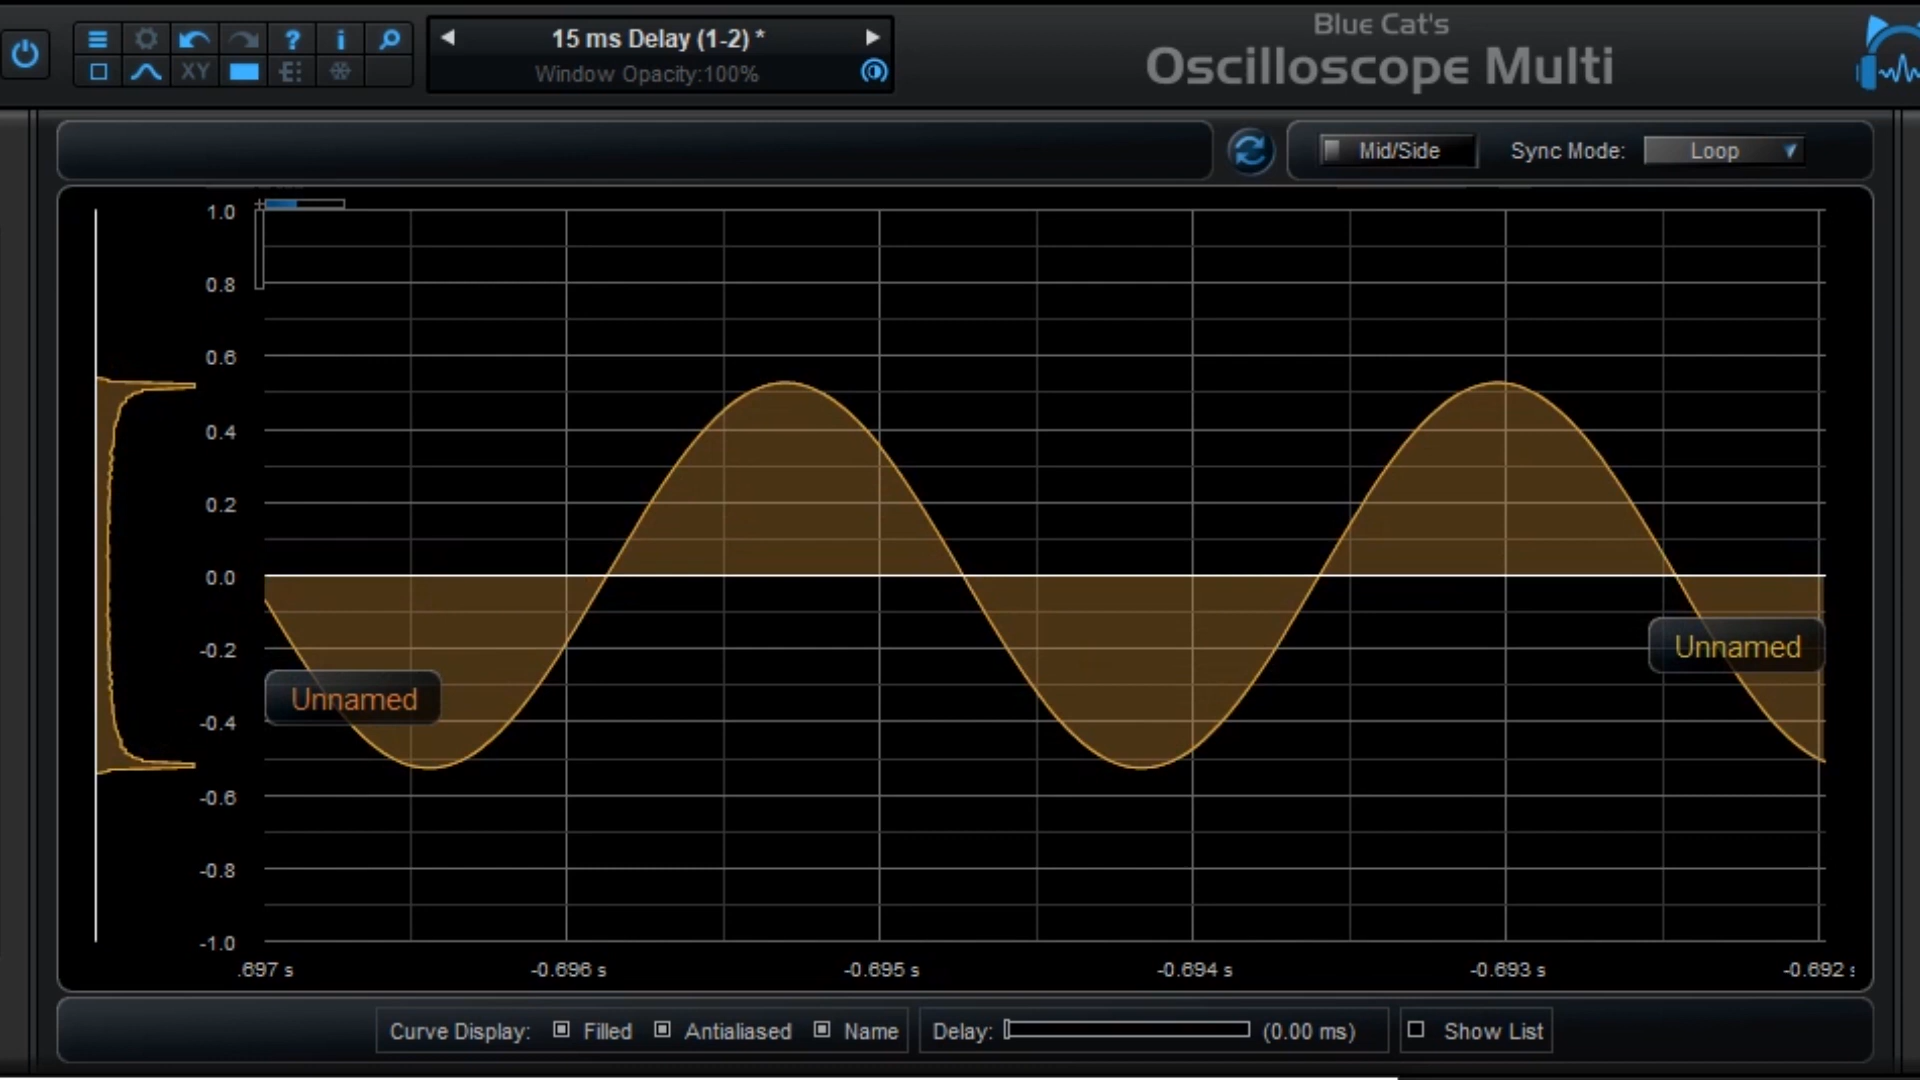 15 ms Delay (1-2) *
Window Opacity:100%
XY
Blue Cat's
Oscilloscope Multi
Mid/Side
Sync Mode:
Loop
1.0
0.8
0.6
0.4
0.2
0.0
-0.2
-0.4
-0.6
-0.8
-1.0
Unnamed
Unnamed
.697 s
-0.696 s
-0.695 s
-0.694 s
-0.693 s
-0.692 s
Curve Display:
Filled
Antialiased
Name
Delay:
(0.00 ms)
Show List